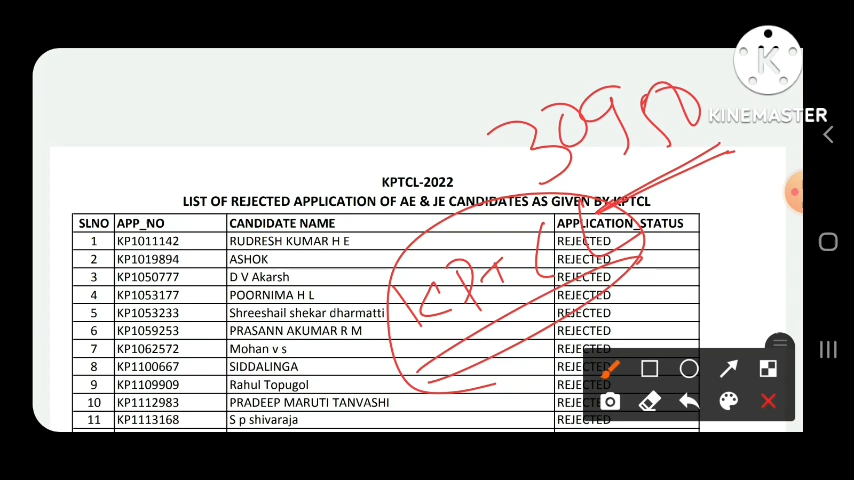 K
KINEMASTER
KPTCL-2022
LIST OF REJECTED APPLICATION OF AE & JE CANDIDATES AS GIVEN BY KPTCL
SLNO APP_NO CANDIDATE NAME APPLICATION_STATUS
1 KP1011142 RUDRESH KUMAR H E REJECTED
2 KP1019894 ASHOK REJECTED
3 KP1050777 D V Akarsh REJECTED
4 KP1053177 POORNIMA H L REJECTED
5 KP1053233 Shreeshail shekar dharmatti REJECTED
6 KP1059253 PRASANN AKUMAR R M REJECTED
7 KP1062572 Mohan v s REJECTED
8 KP1100667 SIDDALINGA REJECTED
9 KP1109909 Rahul Topugol REJECTED
10 KP1112983 PRADEEP MARUTI TANVASHI REJECTED
11 KP1113168 S p shivaraja REJECTED